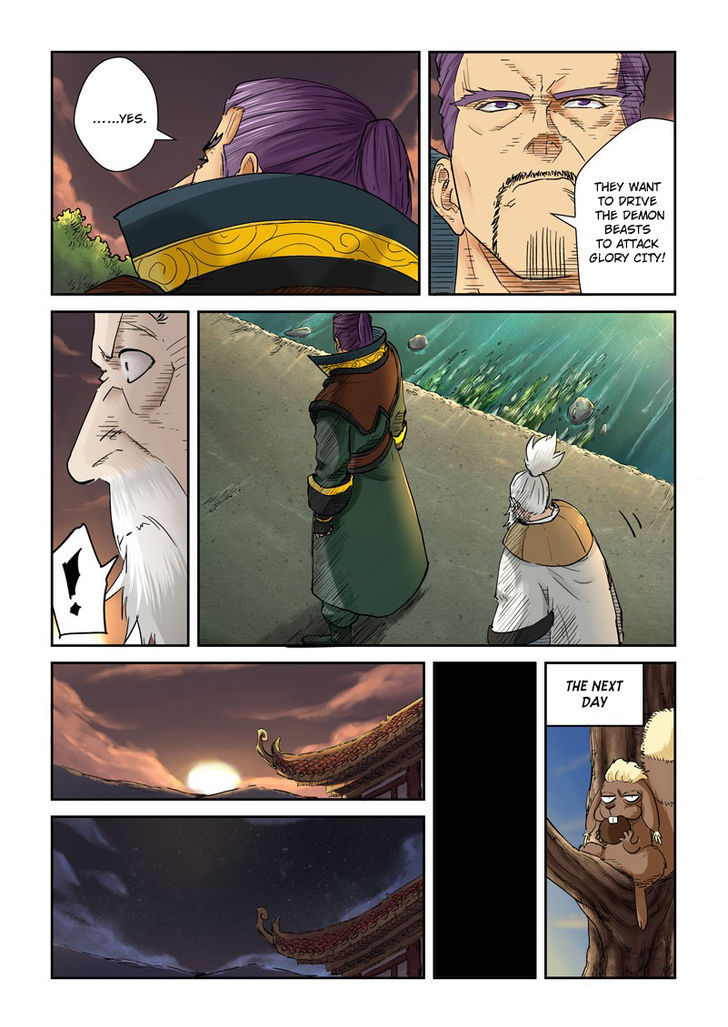 ......YES.
THEY WANT
TO DRIVE
THE DEMON
BEASTS
TO ATTACK
GLORY CITY!
!
THE NEXT
DAY